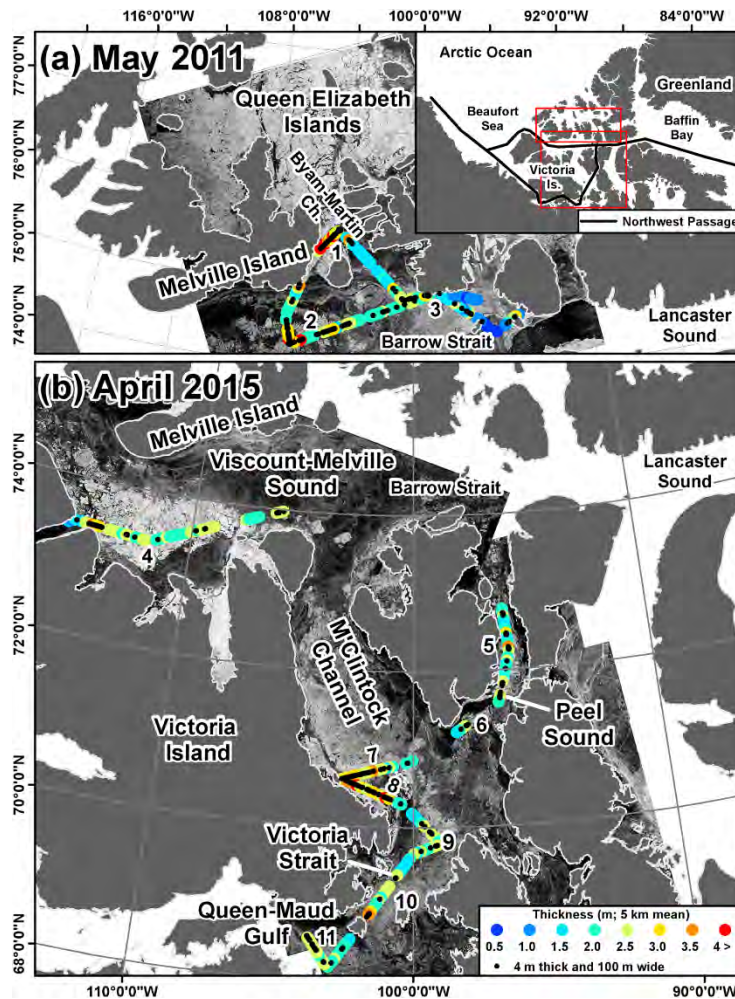 116°0'0"W
108°0'0"W
100°0'0"W
92°0'0"W
84°0'0"W
(a) May 2011
77°0'0"N
76°0'0"N
75°0'0"N
74°0'0"N
Queen Elizabeth
Islands
Byam-Martin
Ch.
Melville Island
1
2
3
Barrow Strait
Lancaster
Sound
Arctic Ocean
Greenland
Beaufort
Sea
Baffin
Bay
Victoria
Is.
Northwest Passage
(b) April 2015
74°0'0"N
72°0'0"N
70°0'0"N
68°0'0"N
Melville Island
Viscount-Melville
Sound
Barrow Strait
Lancaster
Sound
4
5
M'Clintock
Channel
Peel
Sound
6
Victoria
Island
7
8
Victoria
Strait
9
10
Queen-Maud
Gulf
11
Thickness (m; 5 km mean)
0.5 1.0 1.5 2.0 2.5 3.0 3.5 4 >
4 m thick and 100 m wide
110°0'0"W
100°0'0"W
90°0'0"W